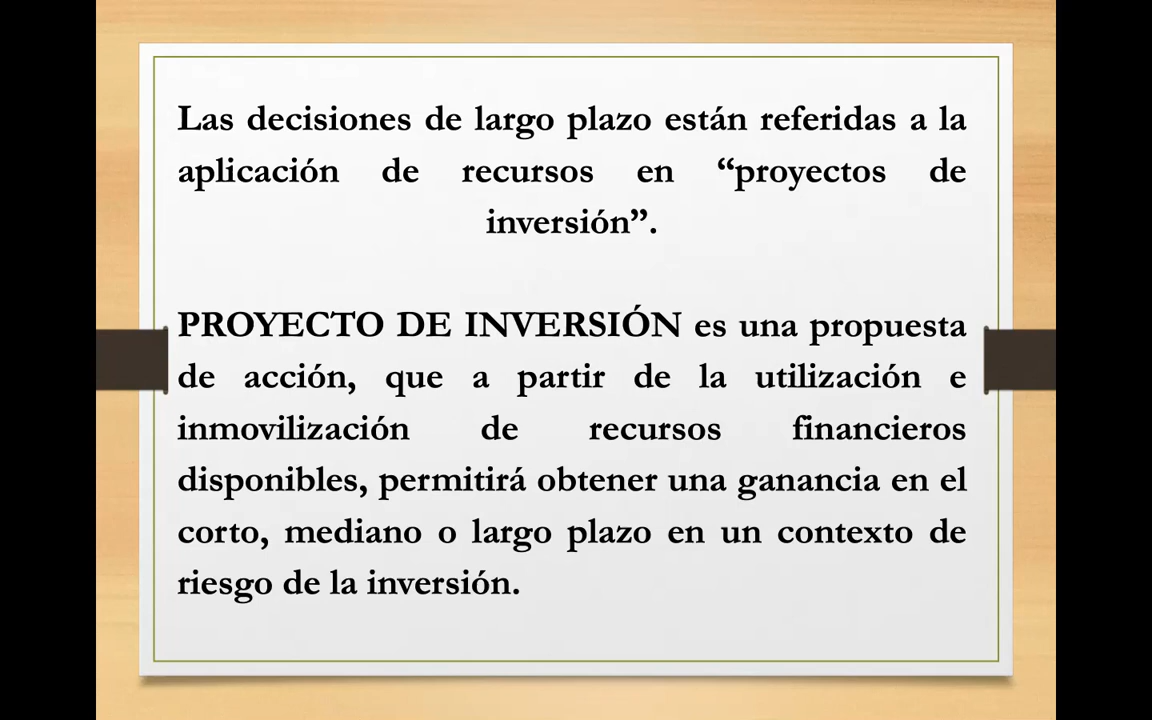 Las decisiones de largo plazo están referidas a la
aplicación de recursos en “proyectos de
inversión”.
PROYECTO DE INVERSIÓN es una propuesta
de acción, que a partir de la utilización e
inmovilización de recursos financieros
disponibles, permitirá obtener una ganancia en el
corto, mediano o largo plazo en un contexto de
riesgo de la inversión.